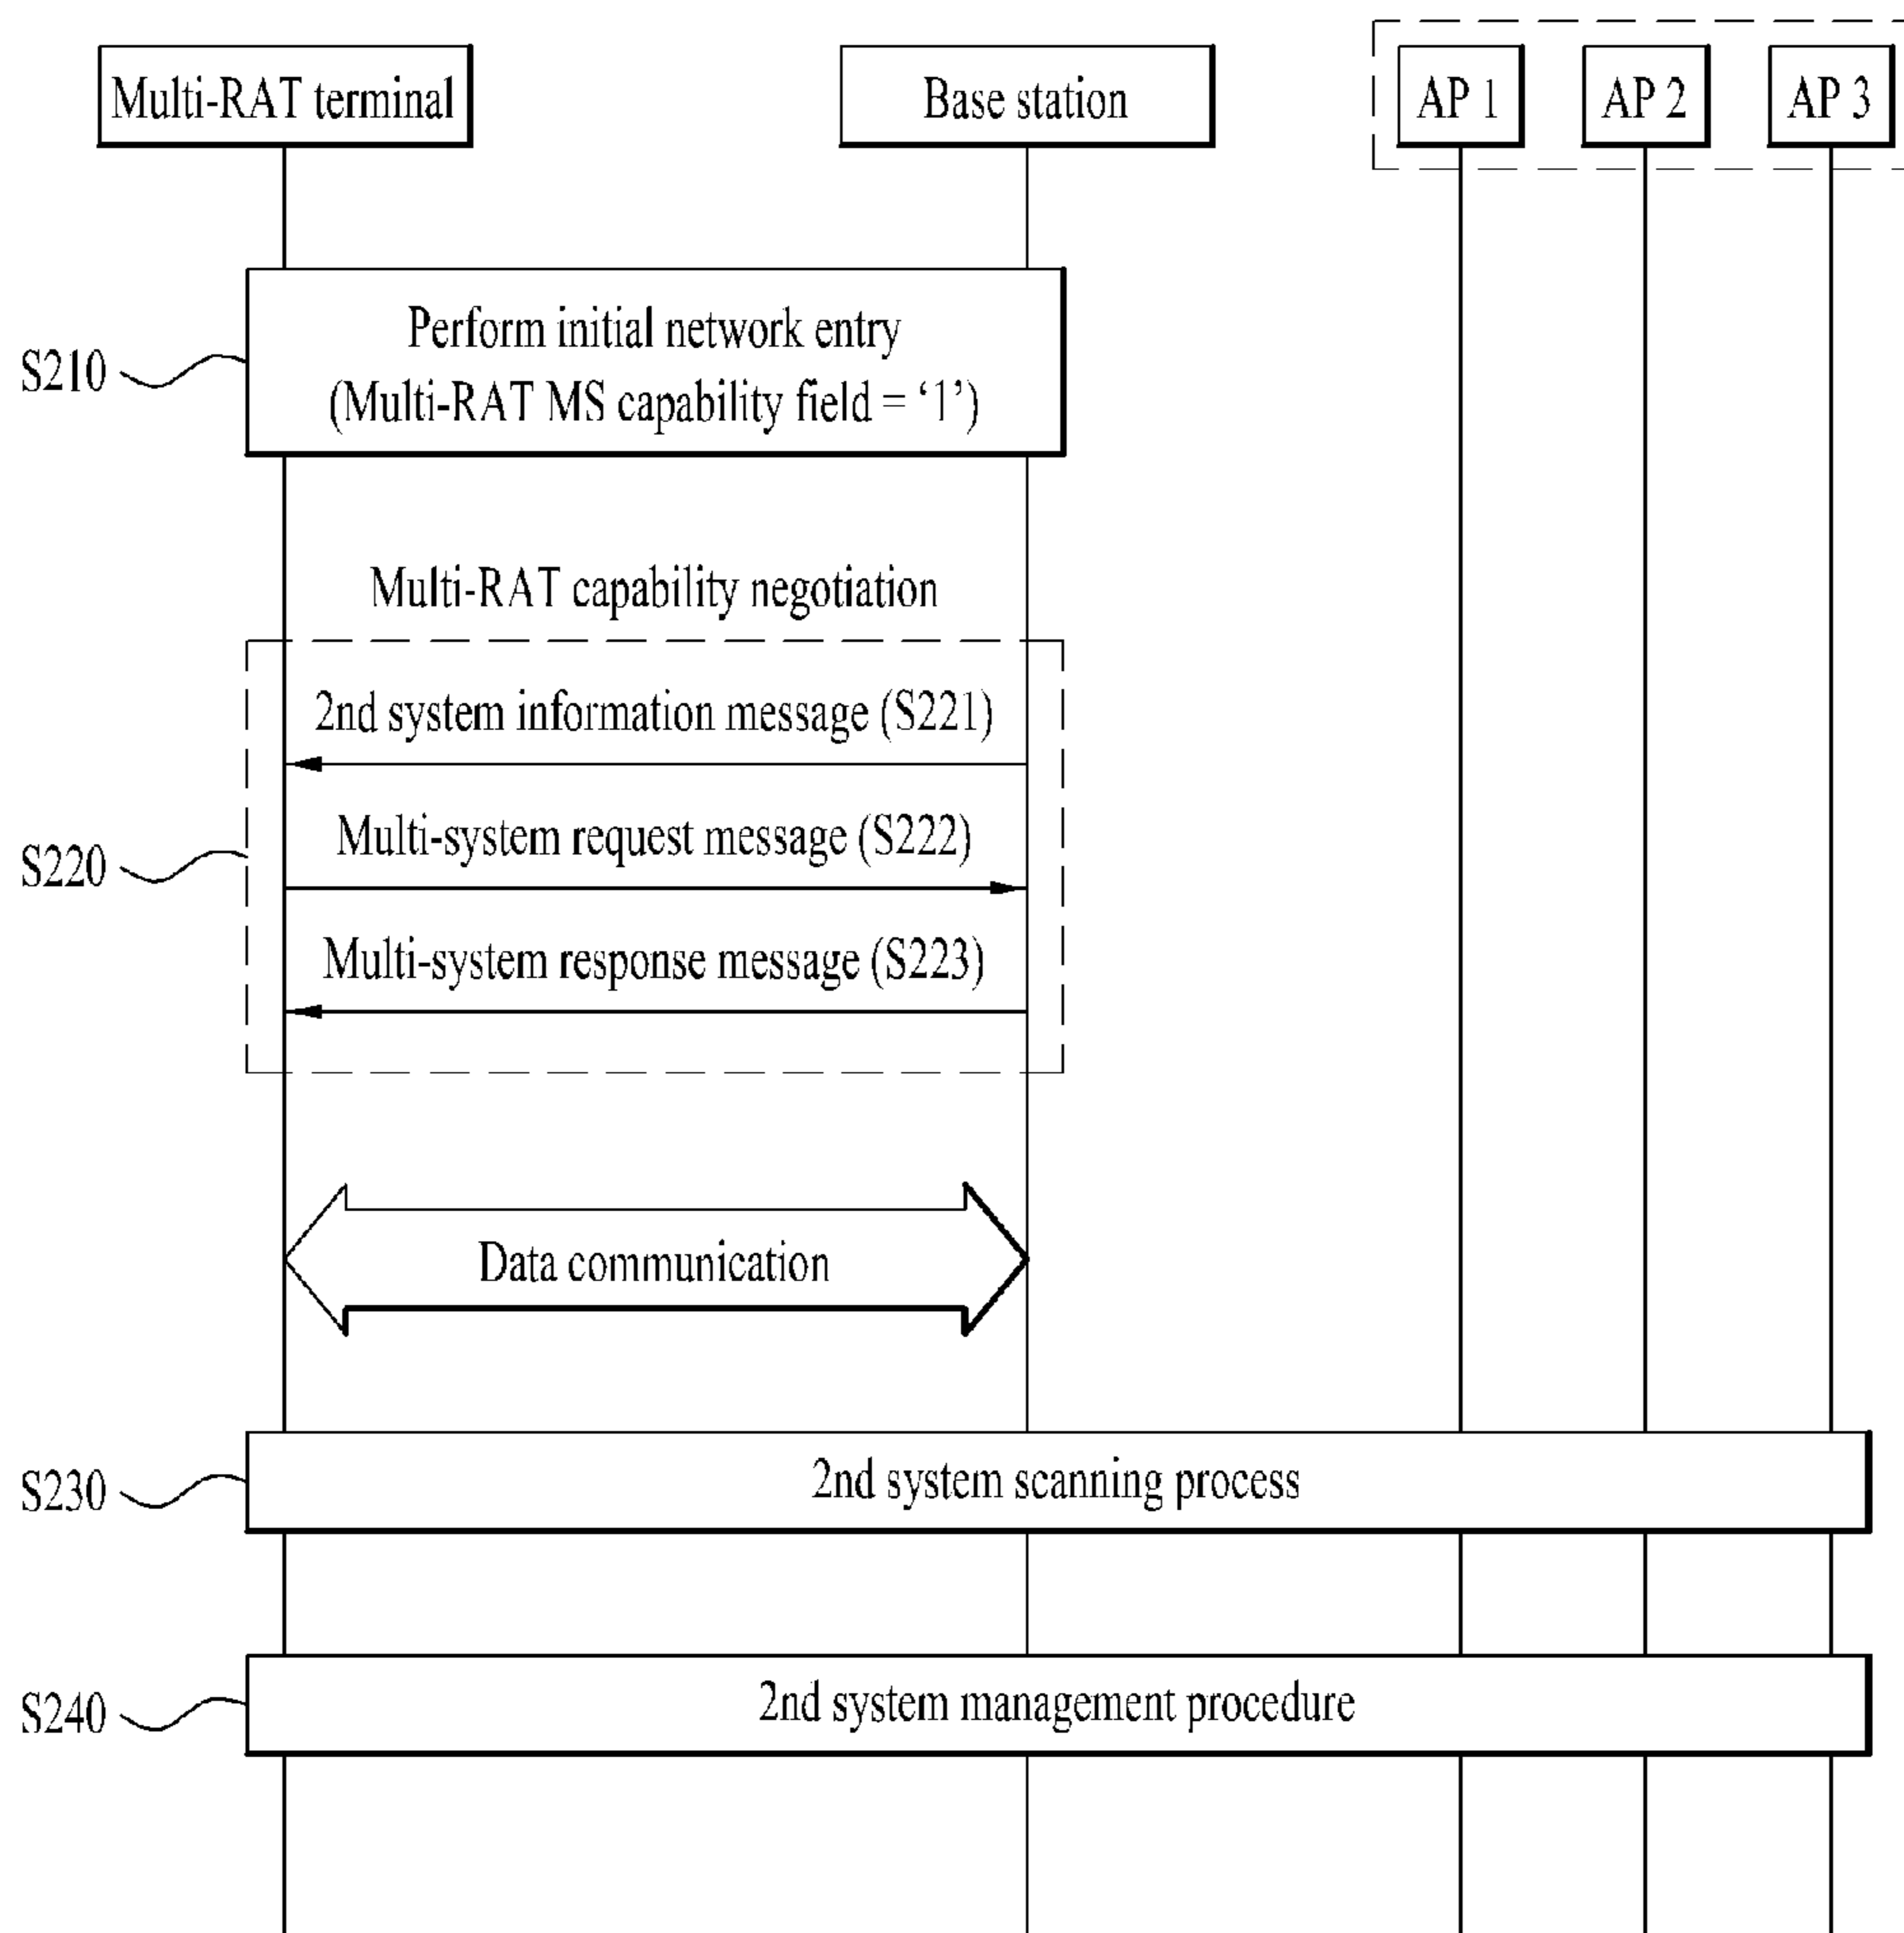 Multi-RAT terminal
Base station
AP 1
AP 2
AP 3
Perform initial network entry
(Multi-RAT MS capability field = ‘1’)
S210
Multi-RAT capability negotiation
2nd system information message (S221)
Multi-system request message (S222)
S220
Multi-system response message (S223)
Data communication
2nd system scanning process
S230
2nd system management procedure
S240